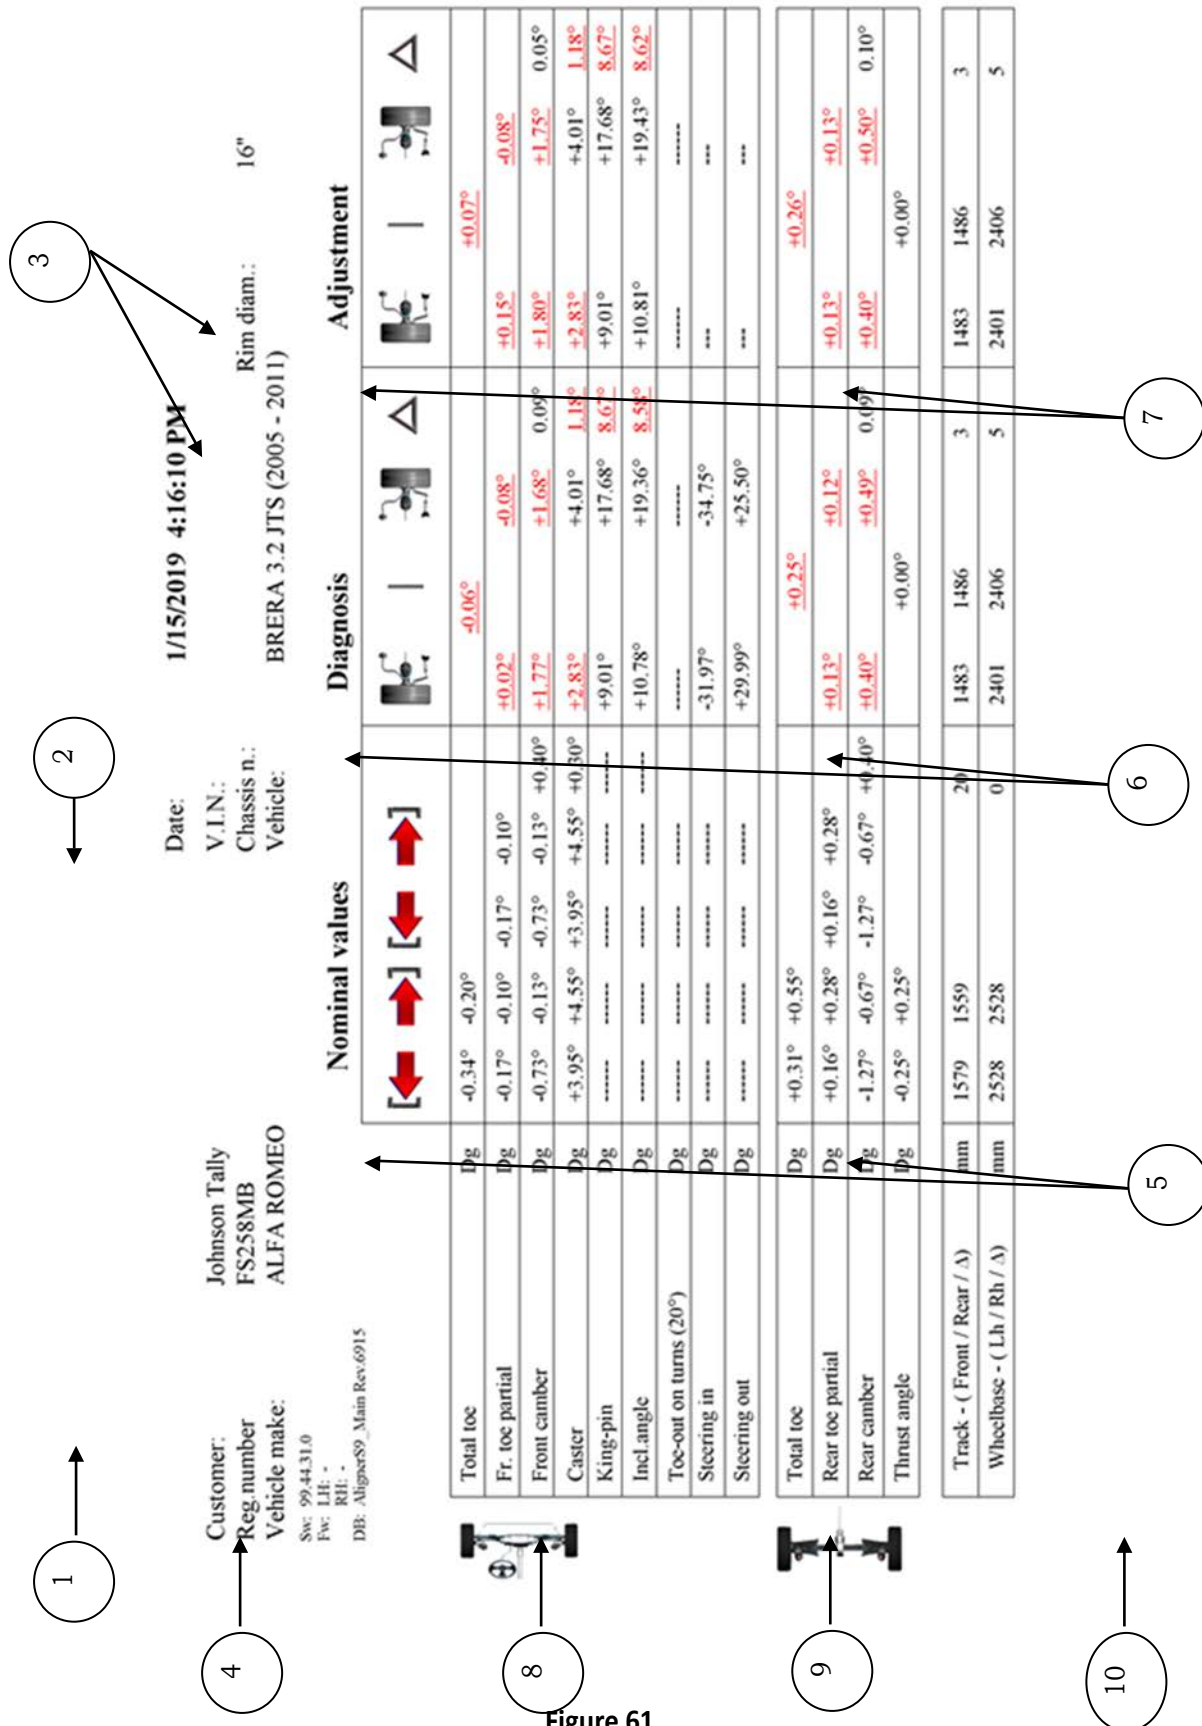 1
2
3
Date: 1/15/2019 4:16:10 PM
Customer: Johnson Tally V.I.N.:
4
Reg.number FS258MB Chassis n.: Rim diam.: 16"
Vehicle make: ALFA ROMEO Vehicle: BRERA 3.2 JTS (2005 - 2011)
Sw: 99.44.31.0
Fw: LH: -
RH: -
DB: AlignerS9_Main Rev.6915
Nominal values Diagnosis Adjustment
[ ] [ ] | Δ | Δ
Total toe Dg -0.34° -0.20° -0.06° +0.07°
Fr. toe partial Dg -0.17° -0.10° -0.17° -0.10° +0.02° -0.08° +0.15° -0.08°
Front camber Dg -0.73° -0.13° -0.73° -0.13° +0.40° +1.77° +1.68° 0.09° +1.80° +1.75° 0.05°
Caster Dg +3.95° +4.55° +3.95° +4.55° +0.30° +2.83° +4.01° 1.18° +2.83° +4.01° 1.18°
King-pin Dg ------ ------ ------ ------ ------ +9.01° +17.68° 8.67° +9.01° +17.68° 8.67°
Incl.angle Dg ------ ------ ------ ------ ------ +10.78° +19.36° 8.58° +10.81° +19.43° 8.62°
Toe-out on turns (20°) Dg ------ ------ ------ ------ ------ ------ ------ ------
Steering in Dg ------ ------ ------ ------ -31.97° -34.75° --- ---
Steering out Dg ------ ------ ------ ------ +29.99° +25.50° --- ---
8
Total toe Dg +0.31° +0.55° +0.25° +0.26°
Rear toe partial Dg +0.16° +0.28° +0.16° +0.28° +0.13° +0.12° +0.13° +0.13°
Rear camber Dg -1.27° -0.67° -1.27° -0.67° +0.40° +0.40° +0.49° 0.09° +0.40° +0.50° 0.10°
Thrust angle Dg -0.25° +0.25° +0.00° +0.00°
9
Track - ( Front / Rear / Δ) mm 1579 1559 20 1483 1486 3 1483 1486 3
Wheelbase - ( Lh / Rh / Δ) mm 2528 2528 0 2401 2406 5 2401 2406 5
10
5
6
7
Figure 61